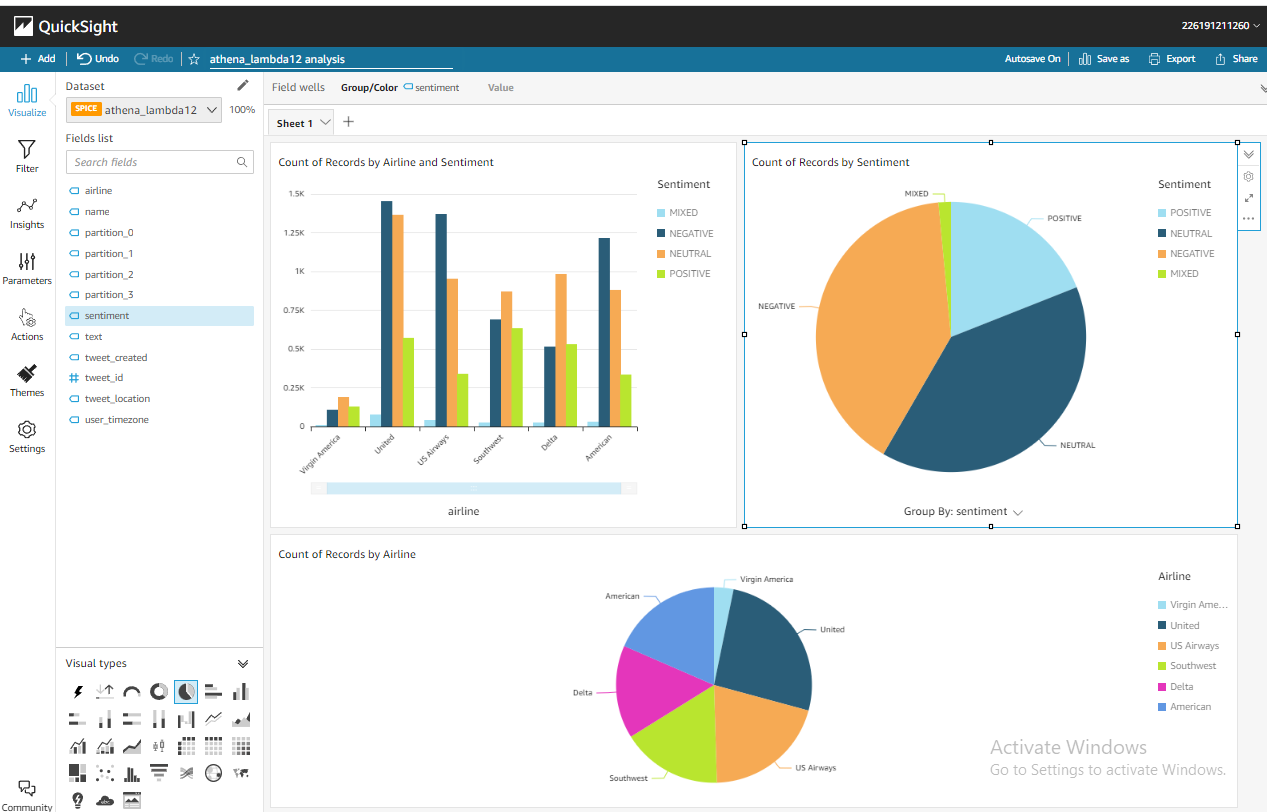 QuickSight
226191211260
Add
Undo
Redo
athena_lambda12 analysis
Autosave On
Save as
Export
Share
Visualize
Filter
Insights
Parameters
Actions
Themes
Settings
Community
Dataset
SPICE athena_lambda12 100%
Fields list
Search fields
airline
name
partition_0
partition_1
partition_2
partition_3
sentiment
text
tweet_created
tweet_id
tweet_location
user_timezone
Visual types
Field wells Group/Color sentiment Value
Sheet 1
Count of Records by Airline and Sentiment
1.5K
1.25K
1K
0.75K
0.5K
0.25K
0
Virgin America
United
US Airways
Southwest
Delta
American
airline
Sentiment
MIXED
NEGATIVE
NEUTRAL
POSITIVE
Count of Records by Sentiment
MIXED
POSITIVE
NEGATIVE
NEUTRAL
Group By: sentiment
Sentiment
POSITIVE
NEUTRAL
NEGATIVE
MIXED
Count of Records by Airline
Virgin America
American
United
Delta
US Airways
Southwest
Airline
Virgin Ame...
United
US Airways
Southwest
Delta
American
Activate Windows
Go to Settings to activate Windows.